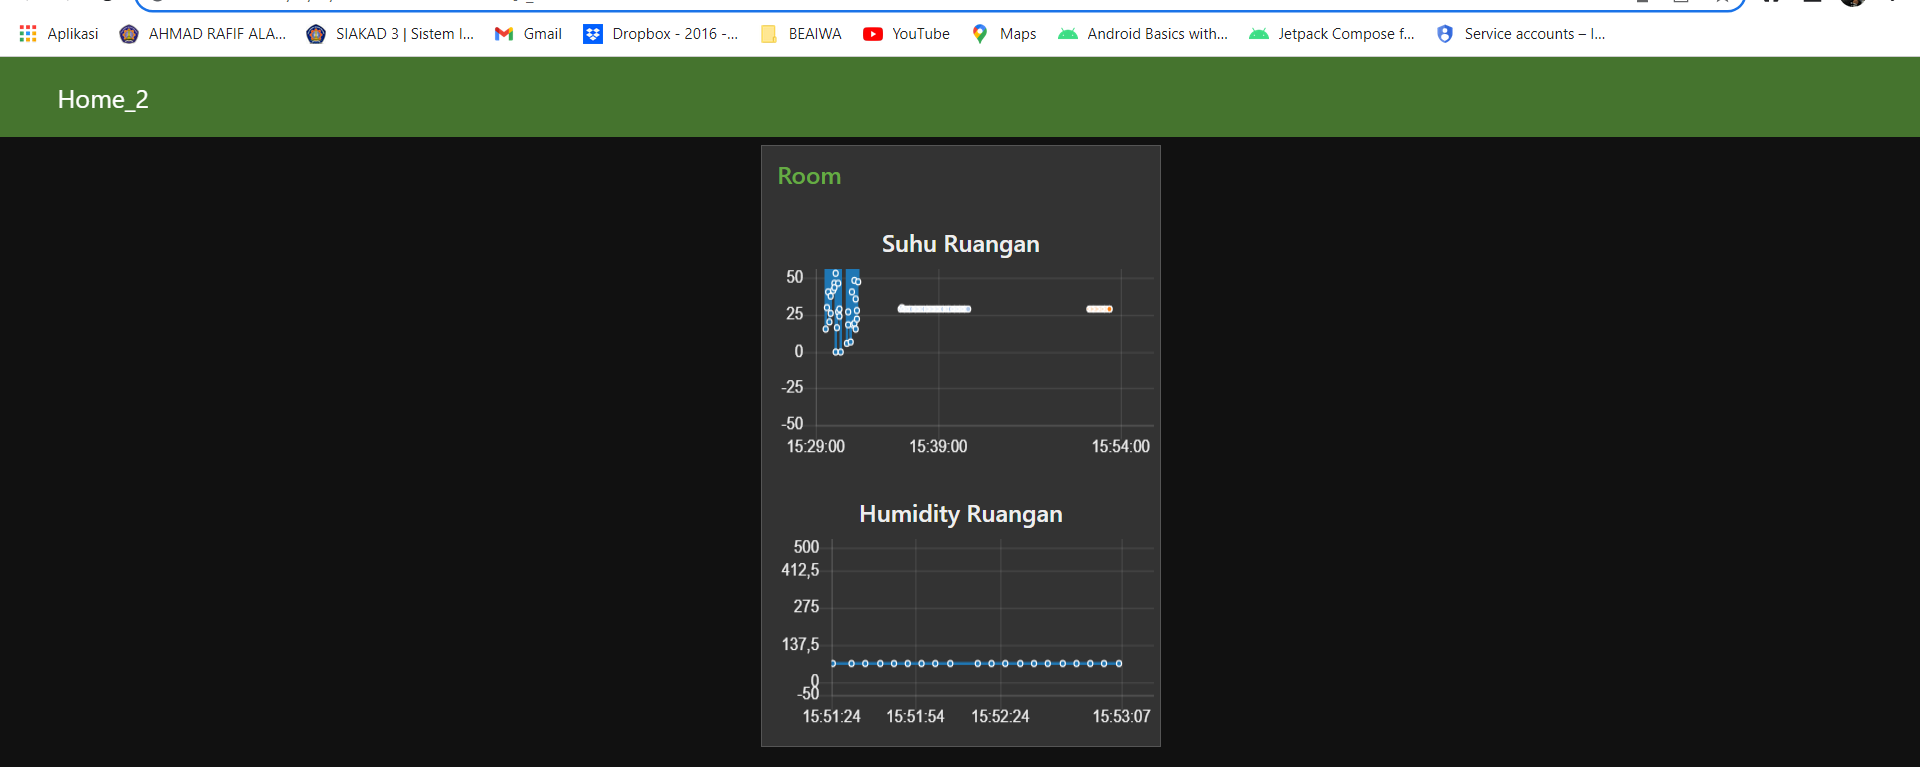 Aplikasi AHMAD RAFIF ALA... SIAKAD 3 | Sistem I... Gmail Dropbox - 2016 -... BEAIWA YouTube Maps Android Basics with... Jetpack Compose f... Service accounts – I...
Home_2
Room
Suhu Ruangan
50
25
0
-25
-50
15:29:00 15:39:00 15:54:00
Humidity Ruangan
500
412,5
275
137,5
0
-50
15:51:24 15:51:54 15:52:24 15:53:07